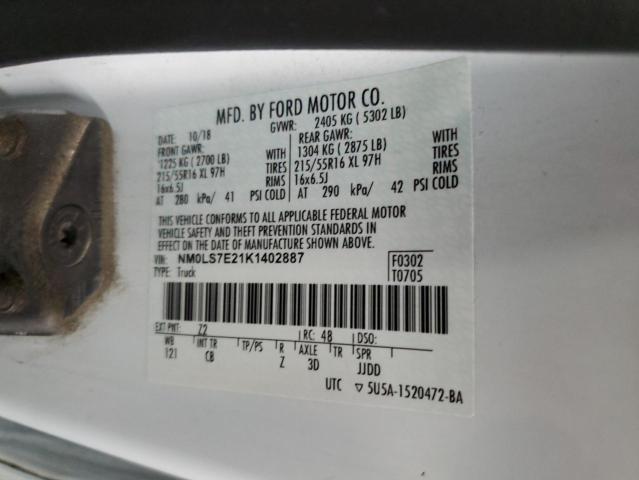 MFD. BY FORD MOTOR CO.
10/18 GVWR: 2405 KG ( 5302 LB)
FRONT GAWR: REAR GAWR:
1225 KG ( 2700 LB) WITH 1304 KG ( 2875 LB) WITH
215/55R16 XL 97H TIRES 215/55R16 XL 97H TIRES
16x6.5J RIMS 16x6.5J RIMS
AT 280 kPa/ 41 PSI COLD AT 290 kPa/ 42 PSI COLD
THIS VEHICLE CONFORMS TO ALL APPLICABLE FEDERAL MOTOR
VEHICLE SAFETY AND THEFT PREVENTION STANDARDS IN
EFFECT ON THE DATE OF MANUFACTURE SHOWN ABOVE.
VIN: NM0LS7E21K1402887 F0302
TYPE: Truck T0705
EXT PNT: Z2 RC: 48 DSO:
WB INT TR TP/PS R AXLE TR SPR
121 CB Z 3D JJDD
UTC ▽ 5U5A-1520472-BA